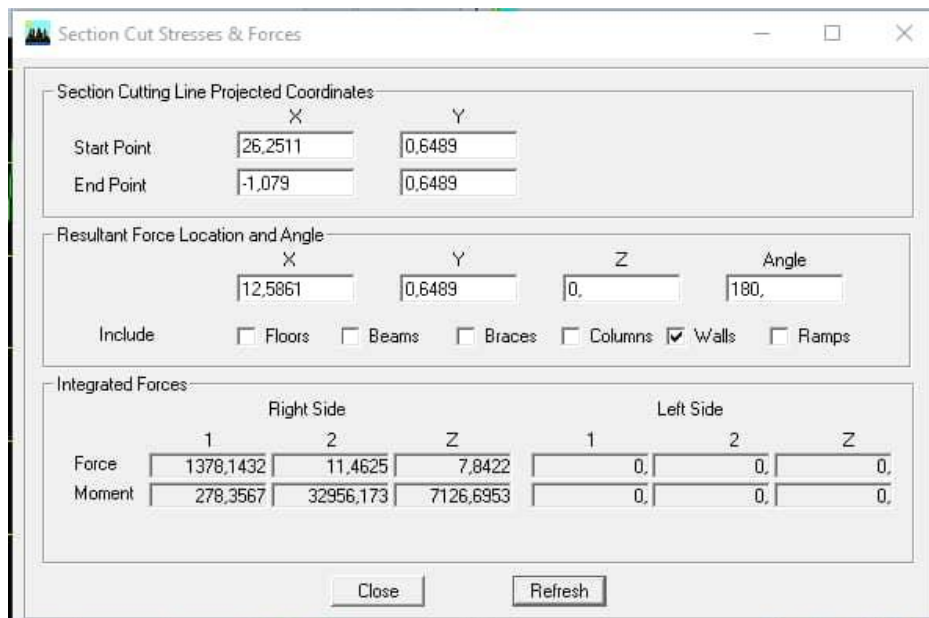 Section Cut Stresses & Forces
Section Cutting Line Projected Coordinates
X Y
Start Point 26,2511 0,6489
End Point -1,079 0,6489
Resultant Force Location and Angle
X Y Z Angle
12,5861 0,6489 0, 180,
Include Floors Beams Braces Columns Walls Ramps
Integrated Forces
Right Side Left Side
1 2 Z 1 2 Z
Force 1378,1432 11,4625 7,8422 0, 0, 0,
Moment 278,3567 32956,173 7126,6953 0, 0, 0,
Close Refresh